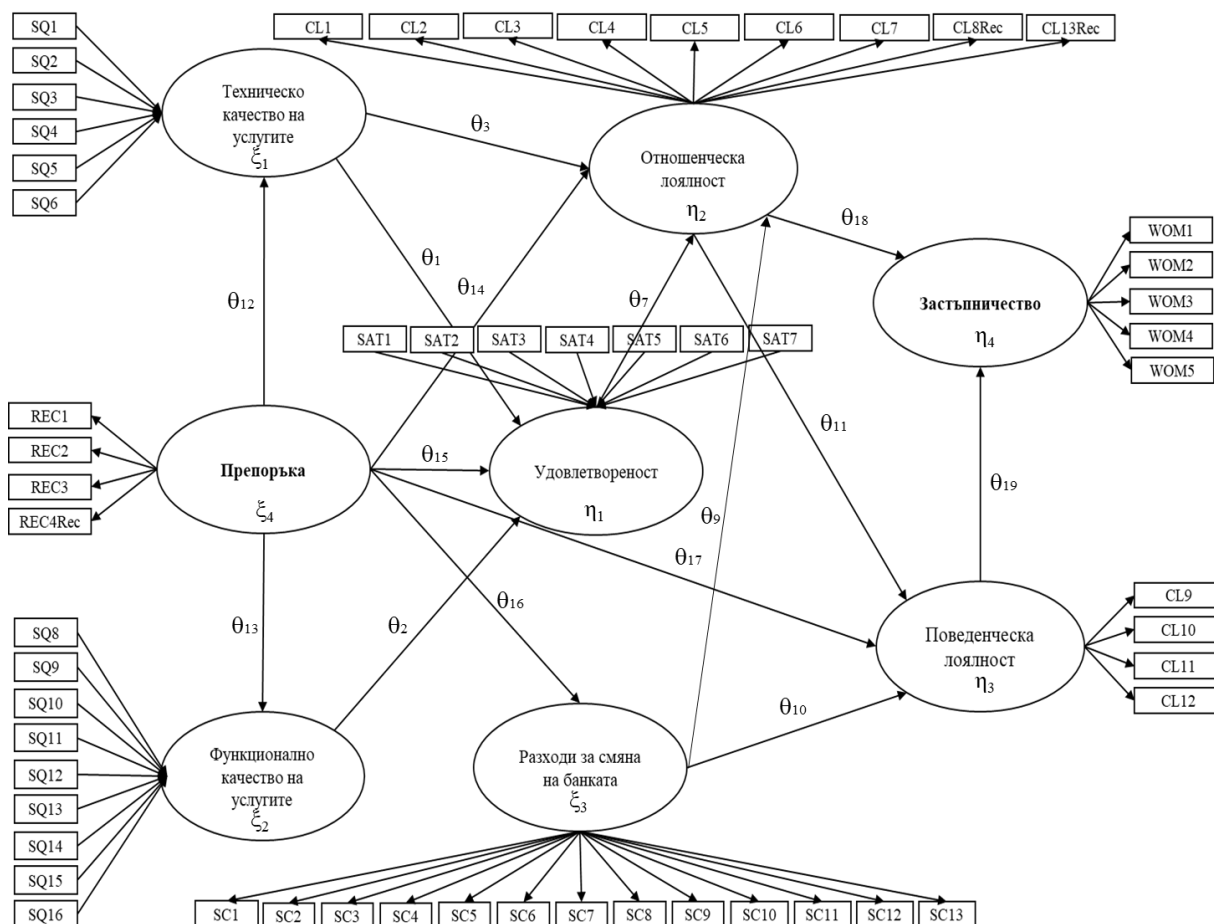 SQ1
SQ2
SQ3
SQ4
SQ5
SQ6
CL1
CL2
CL3
CL4
CL5
CL6
CL7
CL8Rec
CL13Rec
Техническо
качество на
услугите
ξ1
θ3
Отношенческа
лоялност
η2
θ18
WOM1
WOM2
WOM3
WOM4
WOM5
Застъпничество
η4
θ1
θ14
θ7
θ12
SAT1
SAT2
SAT3
SAT4
SAT5
SAT6
SAT7
θ11
REC1
REC2
REC3
REC4Rec
Препоръка
ξ4
θ15
Удовлетвореност
η1
θ9
θ19
θ17
θ16
θ13
θ2
SQ8
SQ9
SQ10
SQ11
SQ12
SQ13
SQ14
SQ15
SQ16
Функционално
качество на
услугите
ξ2
Разходи за смяна
на банката
ξ3
θ10
Поведенческа
лоялност
η3
CL9
CL10
CL11
CL12
SC1
SC2
SC3
SC4
SC5
SC6
SC7
SC8
SC9
SC10
SC11
SC12
SC13